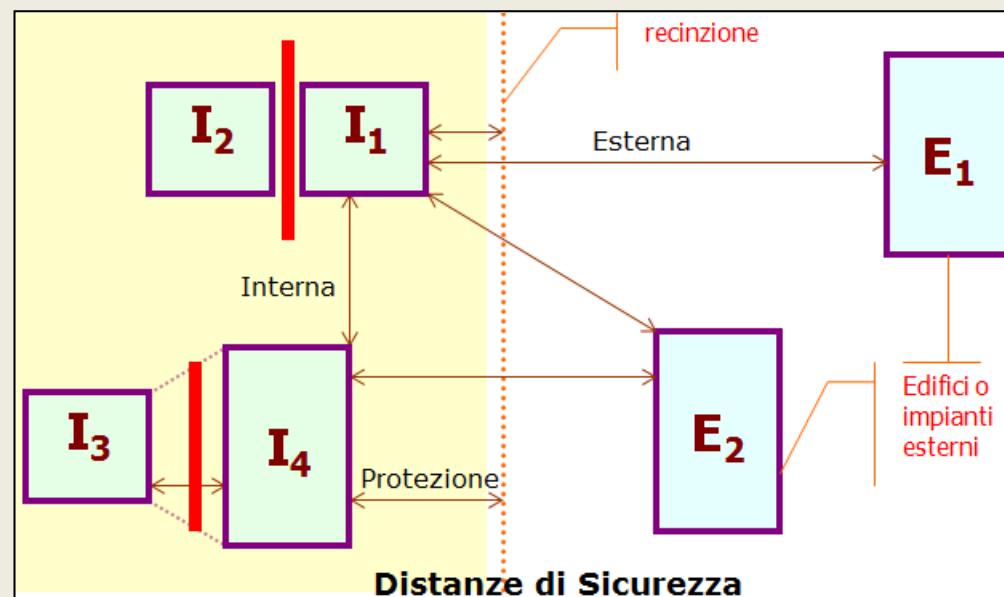 recinzione
I2
I1
Esterna
E1
Interna
I3
I4
E2
Edifici o
impianti
esterni
Protezione
Distanze di Sicurezza